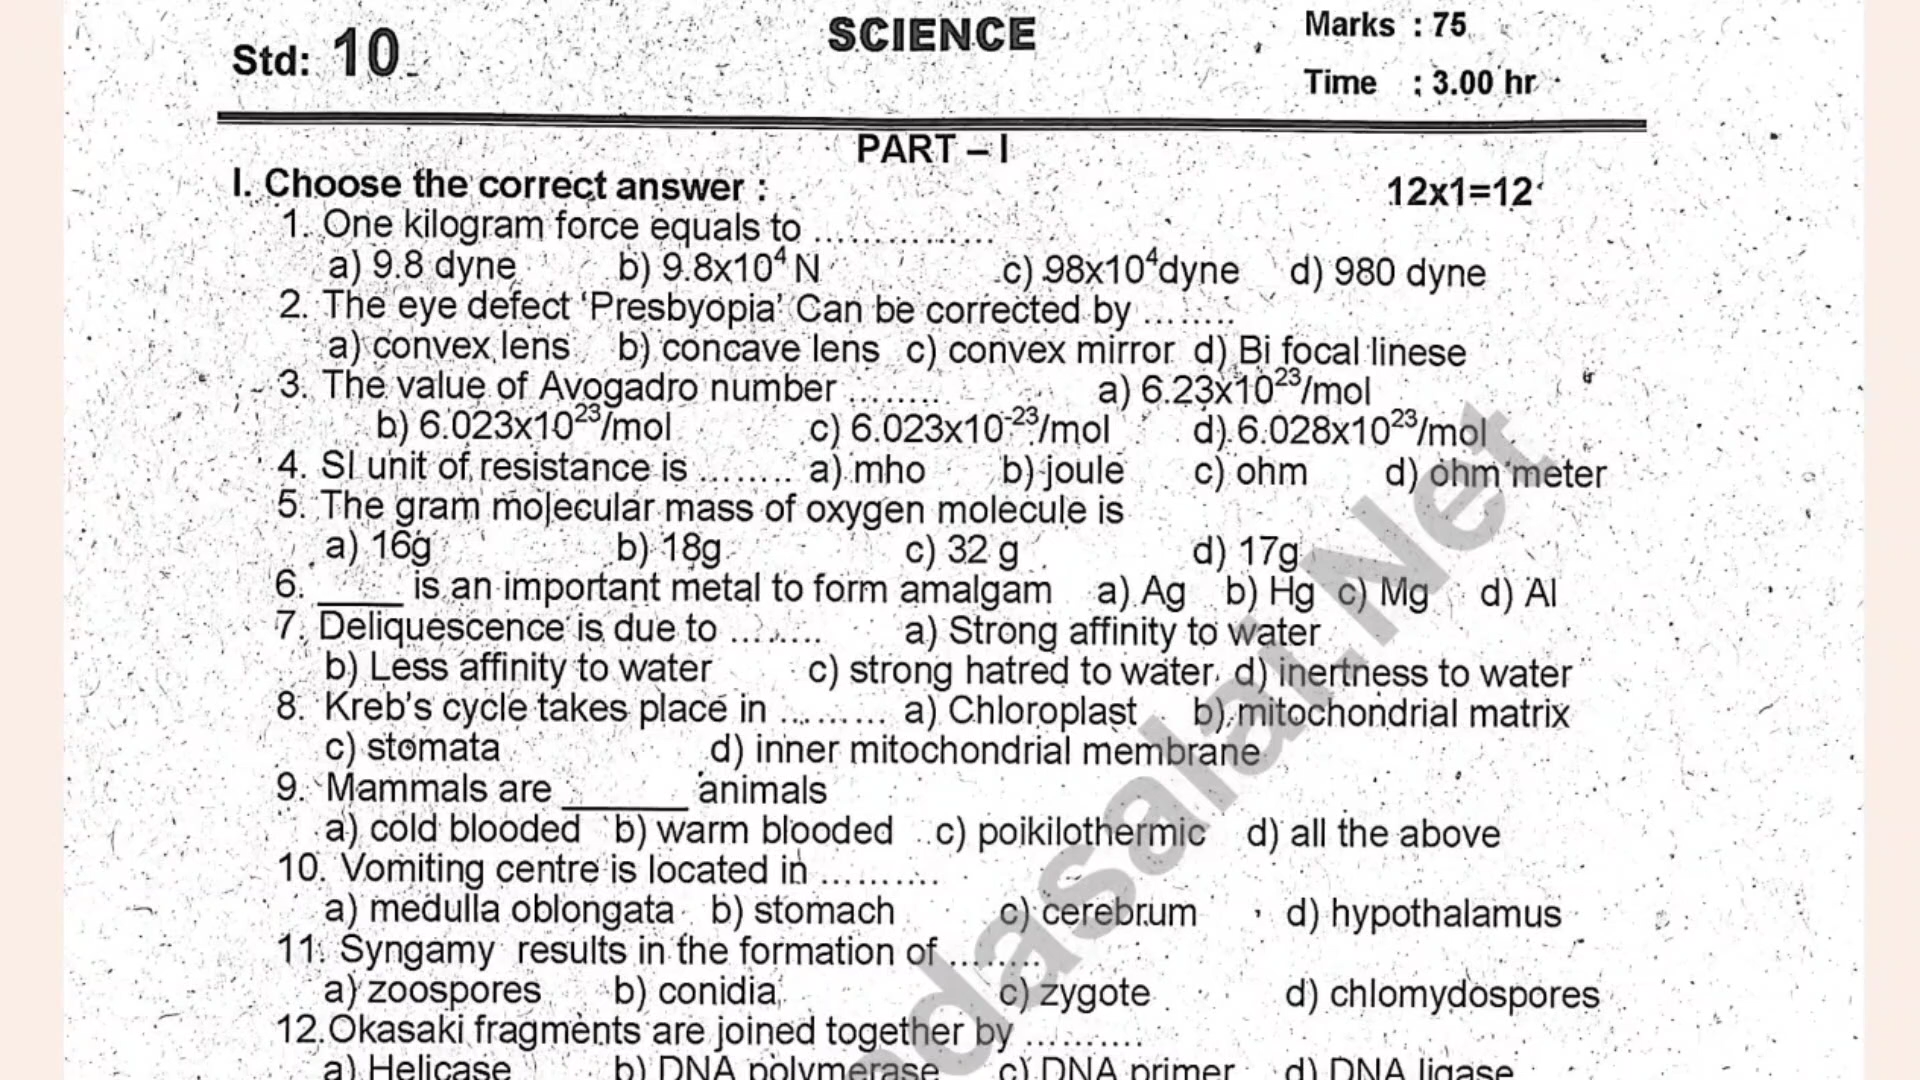 Std: 10
SCIENCE
Marks : 75
Time : 3.00 hr
PART – I
I. Choose the correct answer : 12x1=12
1. One kilogram force equals to ...............
a) 9.8 dyne b) 9.8x10⁴ N c) 98x10⁴dyne d) 980 dyne
2. The eye defect 'Presbyopia' Can be corrected by ........
a) convex lens b) concave lens c) convex mirror d) Bi focal linese
3. The value of Avogadro number ........ a) 6.23x10²³/mol
b) 6.023x10²³/mol c) 6.023x10⁻²³/mol d) 6.028x10²³/mol
4. SI unit of resistance is ........ a) mho b) joule c) ohm d) ohm meter
5. The gram molecular mass of oxygen molecule is
a) 16g b) 18g c) 32 g d) 17g
6. ____ is an important metal to form amalgam a) Ag b) Hg c) Mg d) Al
7. Deliquescence is due to ........ a) Strong affinity to water
b) Less affinity to water c) strong hatred to water d) inertness to water
8. Kreb's cycle takes place in ......... a) Chloroplast b) mitochondrial matrix
c) stomata d) inner mitochondrial membrane
9. Mammals are ______ animals
a) cold blooded b) warm blooded c) poikilothermic d) all the above
10. Vomiting centre is located in ..........
a) medulla oblongata b) stomach c) cerebrum d) hypothalamus
11. Syngamy results in the formation of ........
a) zoospores b) conidia c) zygote d) chlomydospores
12. Okasaki fragments are joined together by ..........
a) Helicase b) DNA polymerase c) DNA primer d) DNA ligase
dasalai.Net